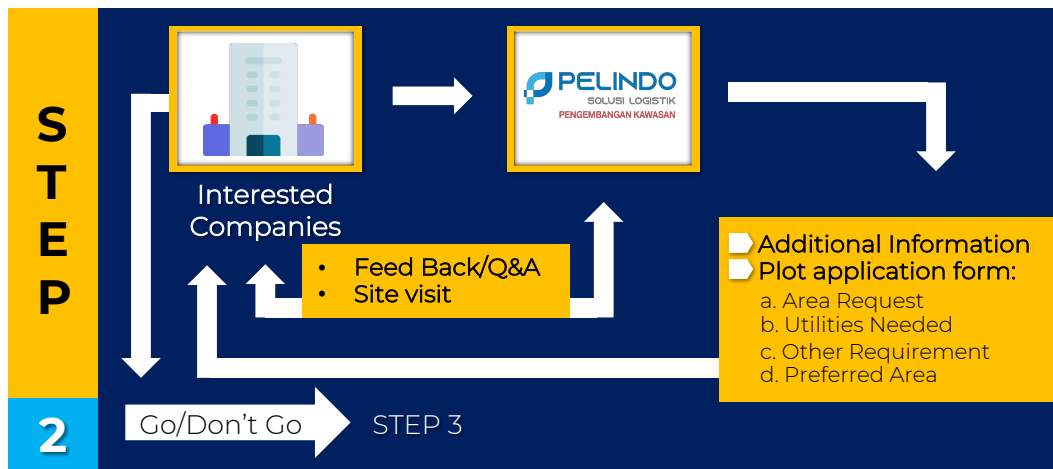 STEP
2
PELINDO
SOLUSI LOGISTIK
PENGEMBANGAN KAWASAN
Interested
Companies
• Feed Back/Q&A
• Site visit
Additional Information
Plot application form:
a. Area Request
b. Utilities Needed
c. Other Requirement
d. Preferred Area
Go/Don’t Go
STEP 3